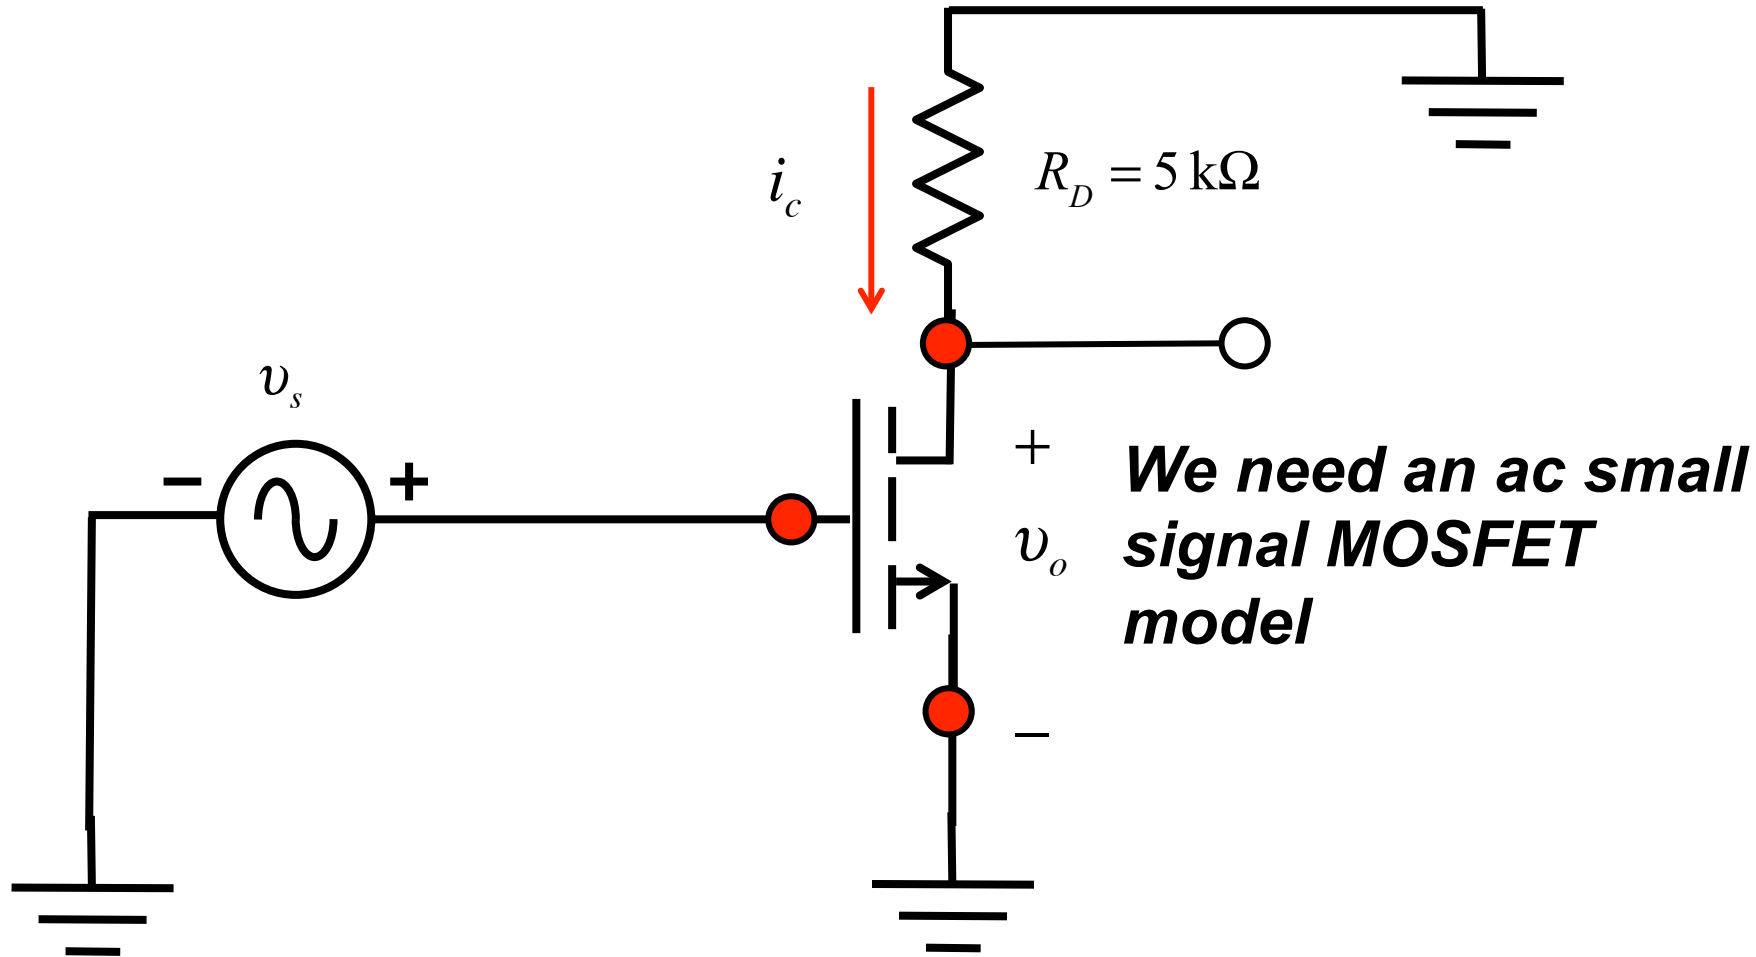 R_D = 5 kΩ
i_c
υ_s
− +
+
υ_o
−
We need an ac small
signal MOSFET
model